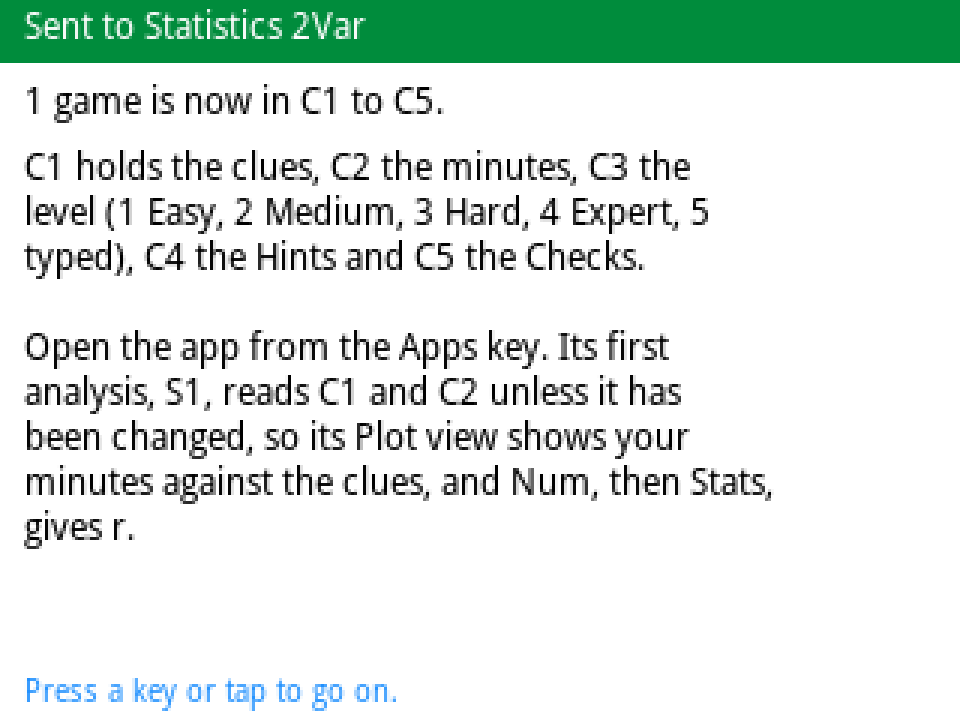 Sent to Statistics 2Var
1 game is now in C1 to C5.
C1 holds the clues, C2 the minutes, C3 the
level (1 Easy, 2 Medium, 3 Hard, 4 Expert, 5
typed), C4 the Hints and C5 the Checks.
Open the app from the Apps key. Its first
analysis, S1, reads C1 and C2 unless it has
been changed, so its Plot view shows your
minutes against the clues, and Num, then Stats,
gives r.
Press a key or tap to go on.